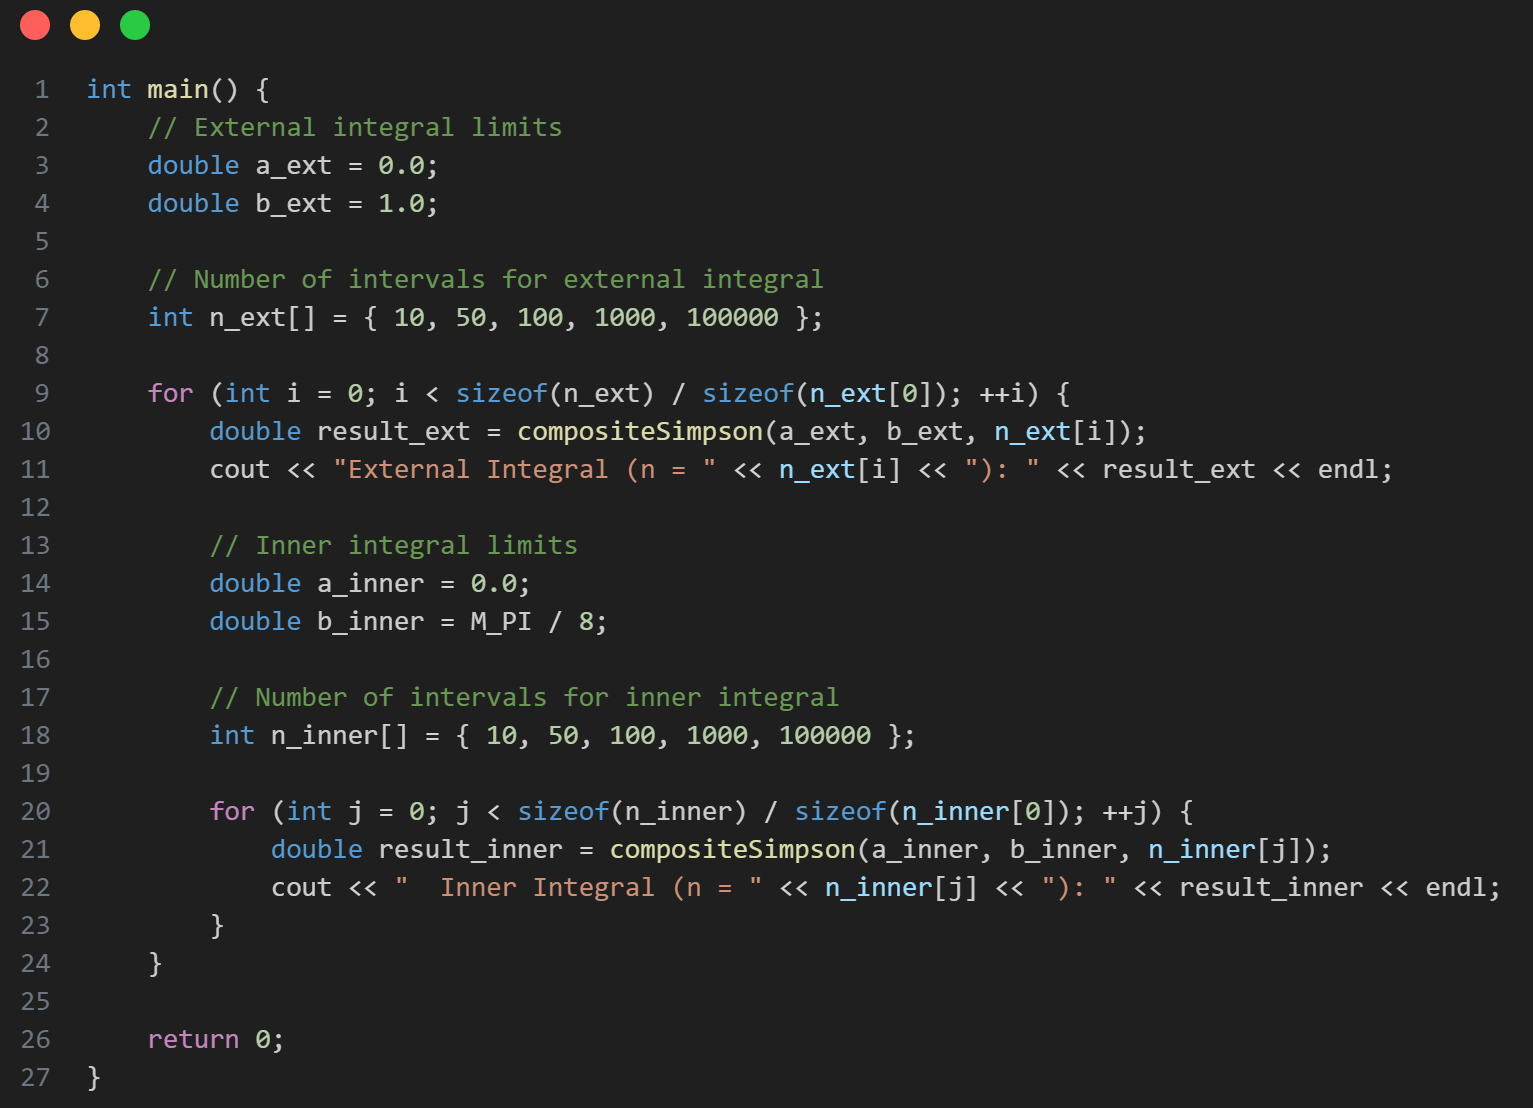 1 int main() {
2     // External integral limits
3     double a_ext = 0.0;
4     double b_ext = 1.0;
5
6     // Number of intervals for external integral
7     int n_ext[] = { 10, 50, 100, 1000, 100000 };
8
9     for (int i = 0; i < sizeof(n_ext) / sizeof(n_ext[0]); ++i) {
10         double result_ext = compositeSimpson(a_ext, b_ext, n_ext[i]);
11         cout << "External Integral (n = " << n_ext[i] << "): " << result_ext << endl;
12
13         // Inner integral limits
14         double a_inner = 0.0;
15         double b_inner = M_PI / 8;
16
17         // Number of intervals for inner integral
18         int n_inner[] = { 10, 50, 100, 1000, 100000 };
19
20         for (int j = 0; j < sizeof(n_inner) / sizeof(n_inner[0]); ++j) {
21             double result_inner = compositeSimpson(a_inner, b_inner, n_inner[j]);
22             cout << "  Inner Integral (n = " << n_inner[j] << "): " << result_inner << endl;
23         }
24     }
25
26     return 0;
27 }